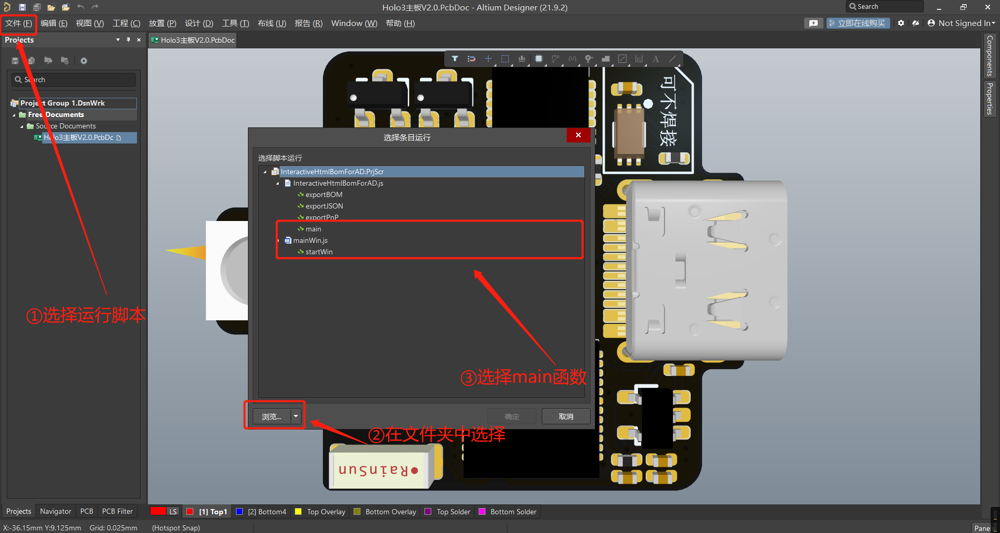 Holo3主板V2.0.PcbDoc - Altium Designer (21.9.2)
Search
文件 (F) 编辑 (E) 视图 (V) 工程 (C) 放置 (P) 设计 (D) 工具 (T) 布线 (U) 报告 (R) Window (W) 帮助 (H)
立即在线购买
Not Signed In
Projects
Holo3主板V2.0.PcbDoc
Components
Properties
Search
Project Group 1.DsnWrk
Free Documents
Source Documents
Holo3主板V2.0.PcbDc
可不焊接
选择条目运行
选择脚本运行
InteractiveHtmlBomForAD.PrjScr
InteractiveHtmlBomForAD.js
exportBOM
exportJSON
exportPnP
main
mainWin.js
startWin
①选择运行脚本
③选择main函数
浏览...
确定
取消
②在文件夹中选择
RainSun
Projects Navigator PCB PCB Filter
LS [1] Top1 [2] Bottom4 Top Overlay Bottom Overlay Top Solder Bottom Solder
X:-36.15mm Y:9.125mm Grid: 0.025mm (Hotspot Snap)
Pane